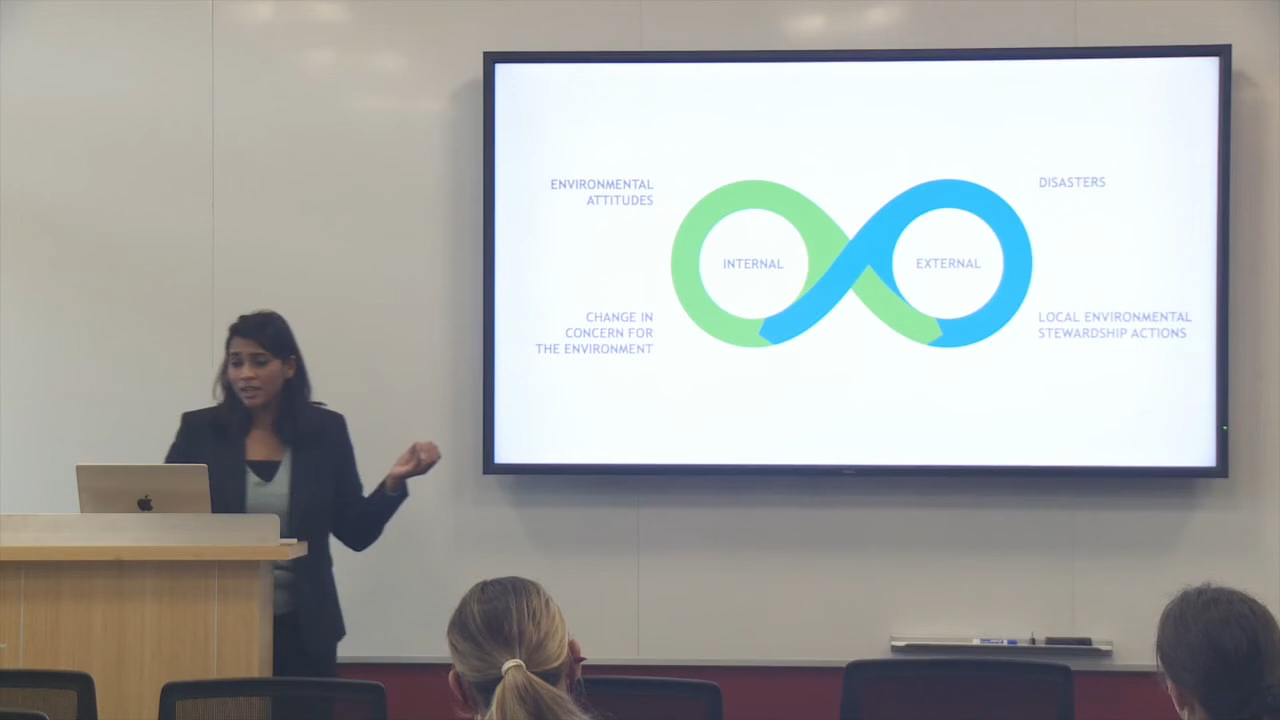 ENVIRONMENTAL
ATTITUDES
DISASTERS
INTERNAL
EXTERNAL
CHANGE IN
CONCERN FOR
THE ENVIRONMENT
LOCAL ENVIRONMENTAL
STEWARDSHIP ACTIONS